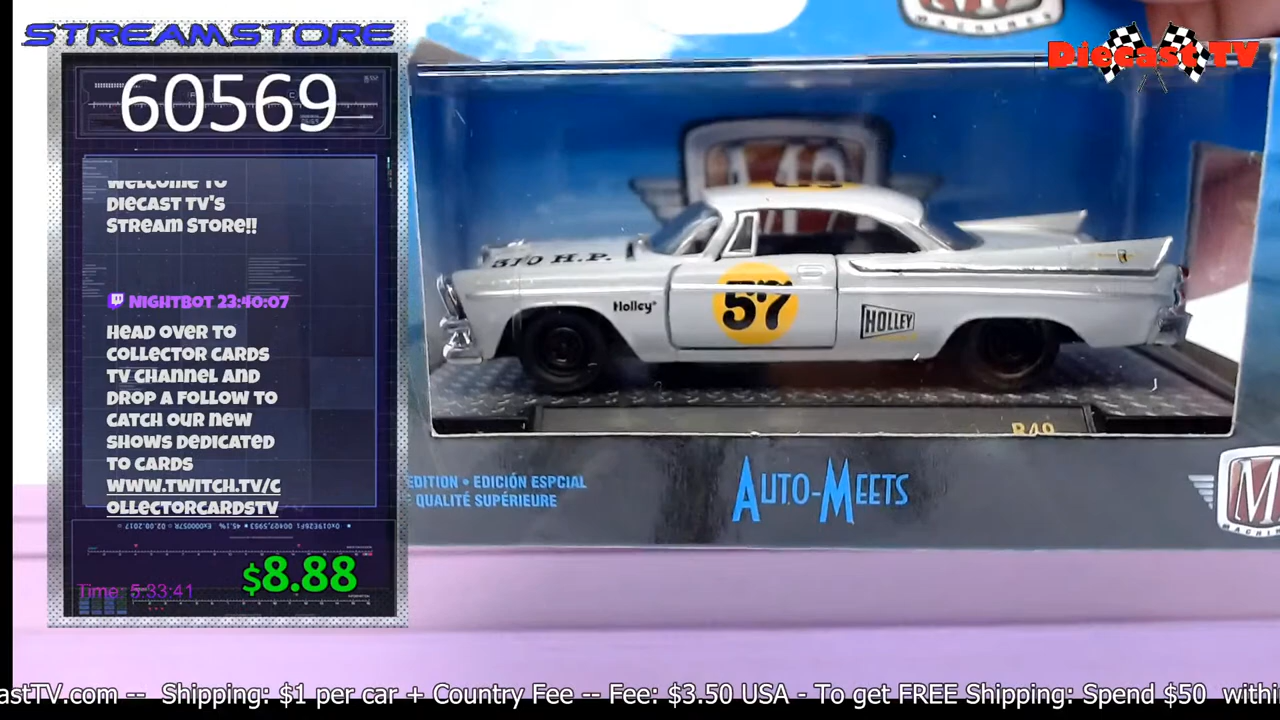 STREAMSTORE
60569
WELCOME TO
DIECAST TV'S
STREAM STORE!!
NIGHTBOT 23:40:07
HEAD OVER TO
COLLECTOR CARDS
TV CHANNEL AND
DROP A FOLLOW TO
CATCH OUR NEW
SHOWS DEDICATED
TO CARDS
WWW.TWITCH.TV/C
OLLECTORCARDSTV
Time: 5:33:41
$8.88
Diecast TV
MACHINES
310 H.P.
Holley
57
HOLLEY
R49
EDITION • EDICIÓN ESPCIAL
QUALITÉ SUPÉRIEURE
AUTO-MEETS
astTV.com -- Shipping: $1 per car + Country Fee -- Fee: $3.50 USA - To get FREE Shipping: Spend $50 withi